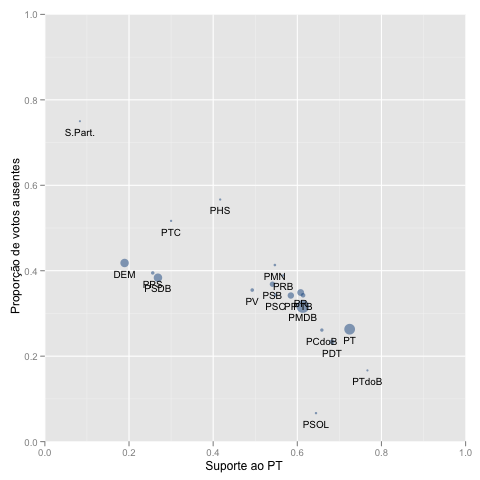 1.0
0.8
S.Part.
0.6
PHS
PTC
0.4
DEM
PMN
PPS
PSDB
PRB
PV
PSB
PSC
PP
PTB
PR
PMDB
PCdoB
PT
PDT
0.2
PTdoB
PSOL
0.0
0.0 0.2 0.4 0.6 0.8 1.0
Suporte ao PT
Proporção de votos ausentes